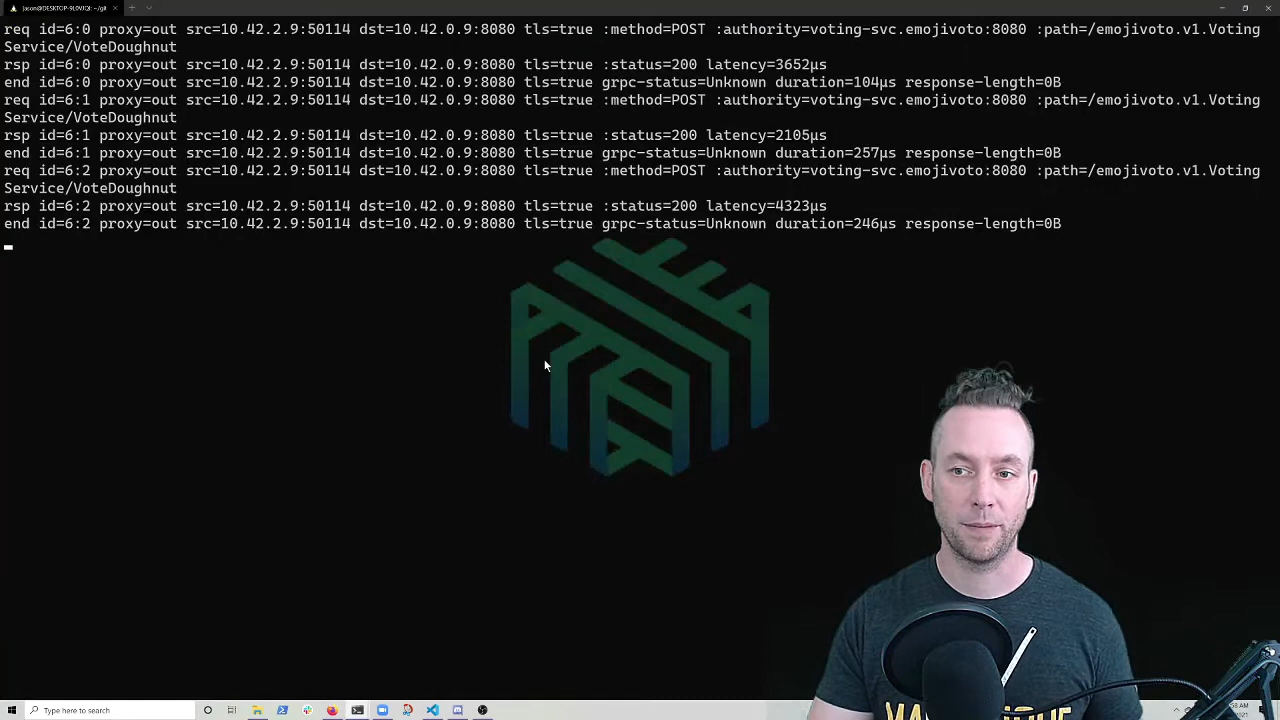 jason@DESKTOP-9L0VIQI: ~/git
req id=6:0 proxy=out src=10.42.2.9:50114 dst=10.42.0.9:8080 tls=true :method=POST :authority=voting-svc.emojivoto:8080 :path=/emojivoto.v1.Voting
Service/VoteDoughnut
rsp id=6:0 proxy=out src=10.42.2.9:50114 dst=10.42.0.9:8080 tls=true :status=200 latency=3652µs
end id=6:0 proxy=out src=10.42.2.9:50114 dst=10.42.0.9:8080 tls=true grpc-status=Unknown duration=104µs response-length=0B
req id=6:1 proxy=out src=10.42.2.9:50114 dst=10.42.0.9:8080 tls=true :method=POST :authority=voting-svc.emojivoto:8080 :path=/emojivoto.v1.Voting
Service/VoteDoughnut
rsp id=6:1 proxy=out src=10.42.2.9:50114 dst=10.42.0.9:8080 tls=true :status=200 latency=2105µs
end id=6:1 proxy=out src=10.42.2.9:50114 dst=10.42.0.9:8080 tls=true grpc-status=Unknown duration=257µs response-length=0B
req id=6:2 proxy=out src=10.42.2.9:50114 dst=10.42.0.9:8080 tls=true :method=POST :authority=voting-svc.emojivoto:8080 :path=/emojivoto.v1.Voting
Service/VoteDoughnut
rsp id=6:2 proxy=out src=10.42.2.9:50114 dst=10.42.0.9:8080 tls=true :status=200 latency=4323µs
end id=6:2 proxy=out src=10.42.2.9:50114 dst=10.42.0.9:8080 tls=true grpc-status=Unknown duration=246µs response-length=0B
Type here to search